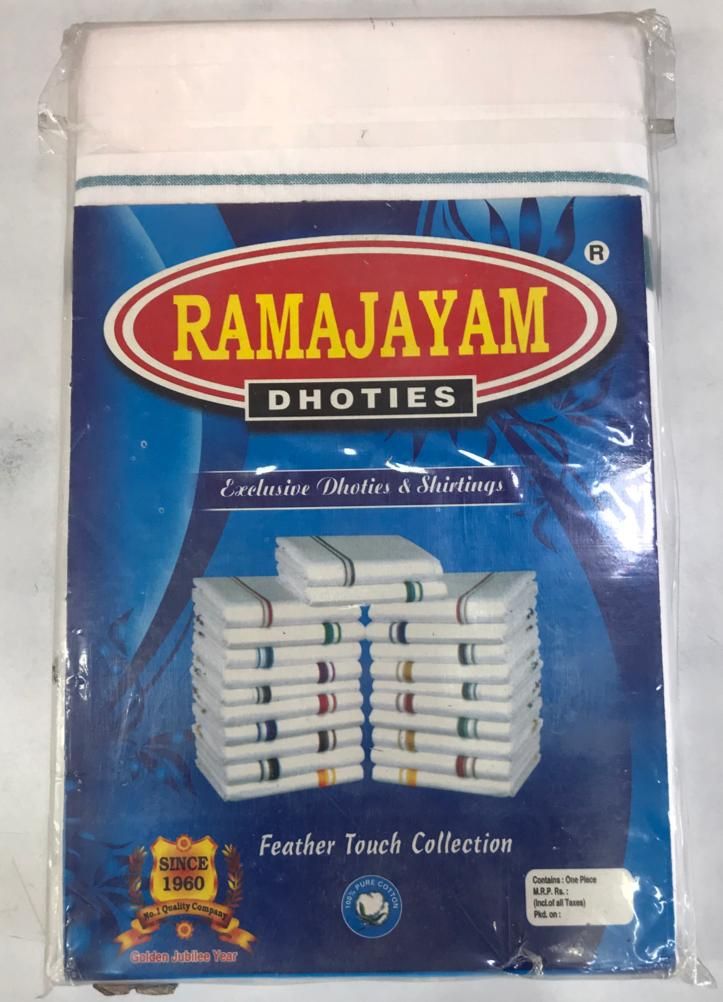 ®
RAMAJAYAM
DHOTIES
Exclusive Dhoties & Shirtings
Feather Touch Collection
SINCE
1960
No.1 Quality Company
Golden Jubilee Year
100% PURE COTTON
Contains : One Piece
M.R.P. Rs. :
(Incl.of all Taxes)
Pkd. on :